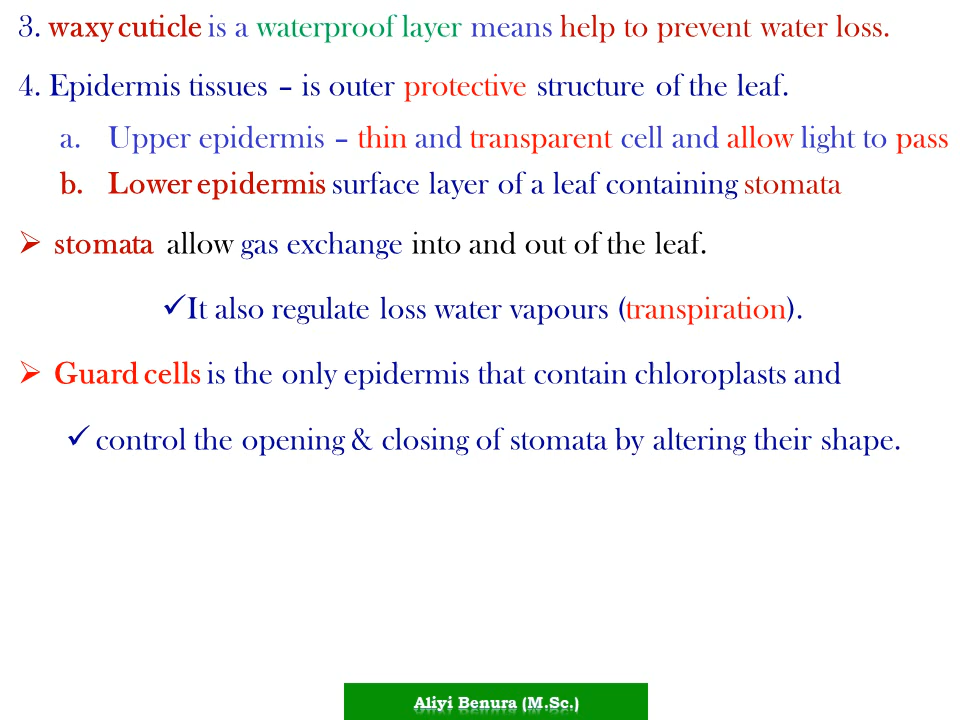 3. waxy cuticle is a waterproof layer means help to prevent water loss.
4. Epidermis tissues – is outer protective structure of the leaf.
a. Upper epidermis – thin and transparent cell and allow light to pass
b. Lower epidermis surface layer of a leaf containing stomata
➢ stomata allow gas exchange into and out of the leaf.
✓ It also regulate loss water vapours (transpiration).
➢ Guard cells is the only epidermis that contain chloroplasts and
✓ control the opening & closing of stomata by altering their shape.
Aliyi Benura (M.Sc.)